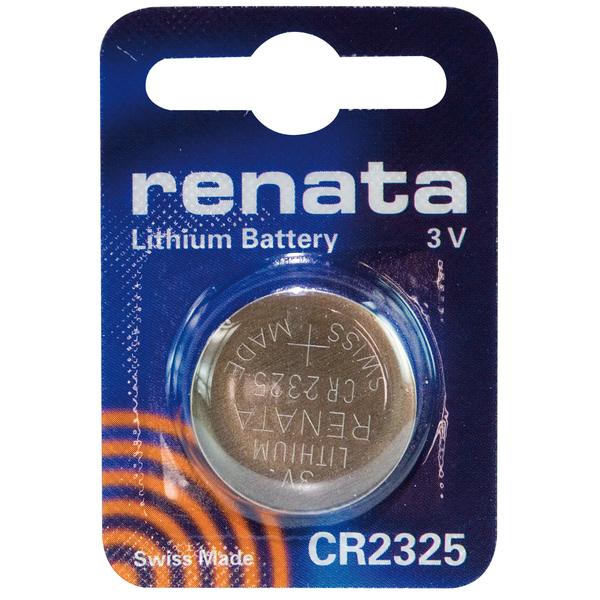 renata
Lithium Battery 3 V
SWISS MADE
+
CR2325
RENATA
LITHIUM
3V.
Swiss Made CR2325